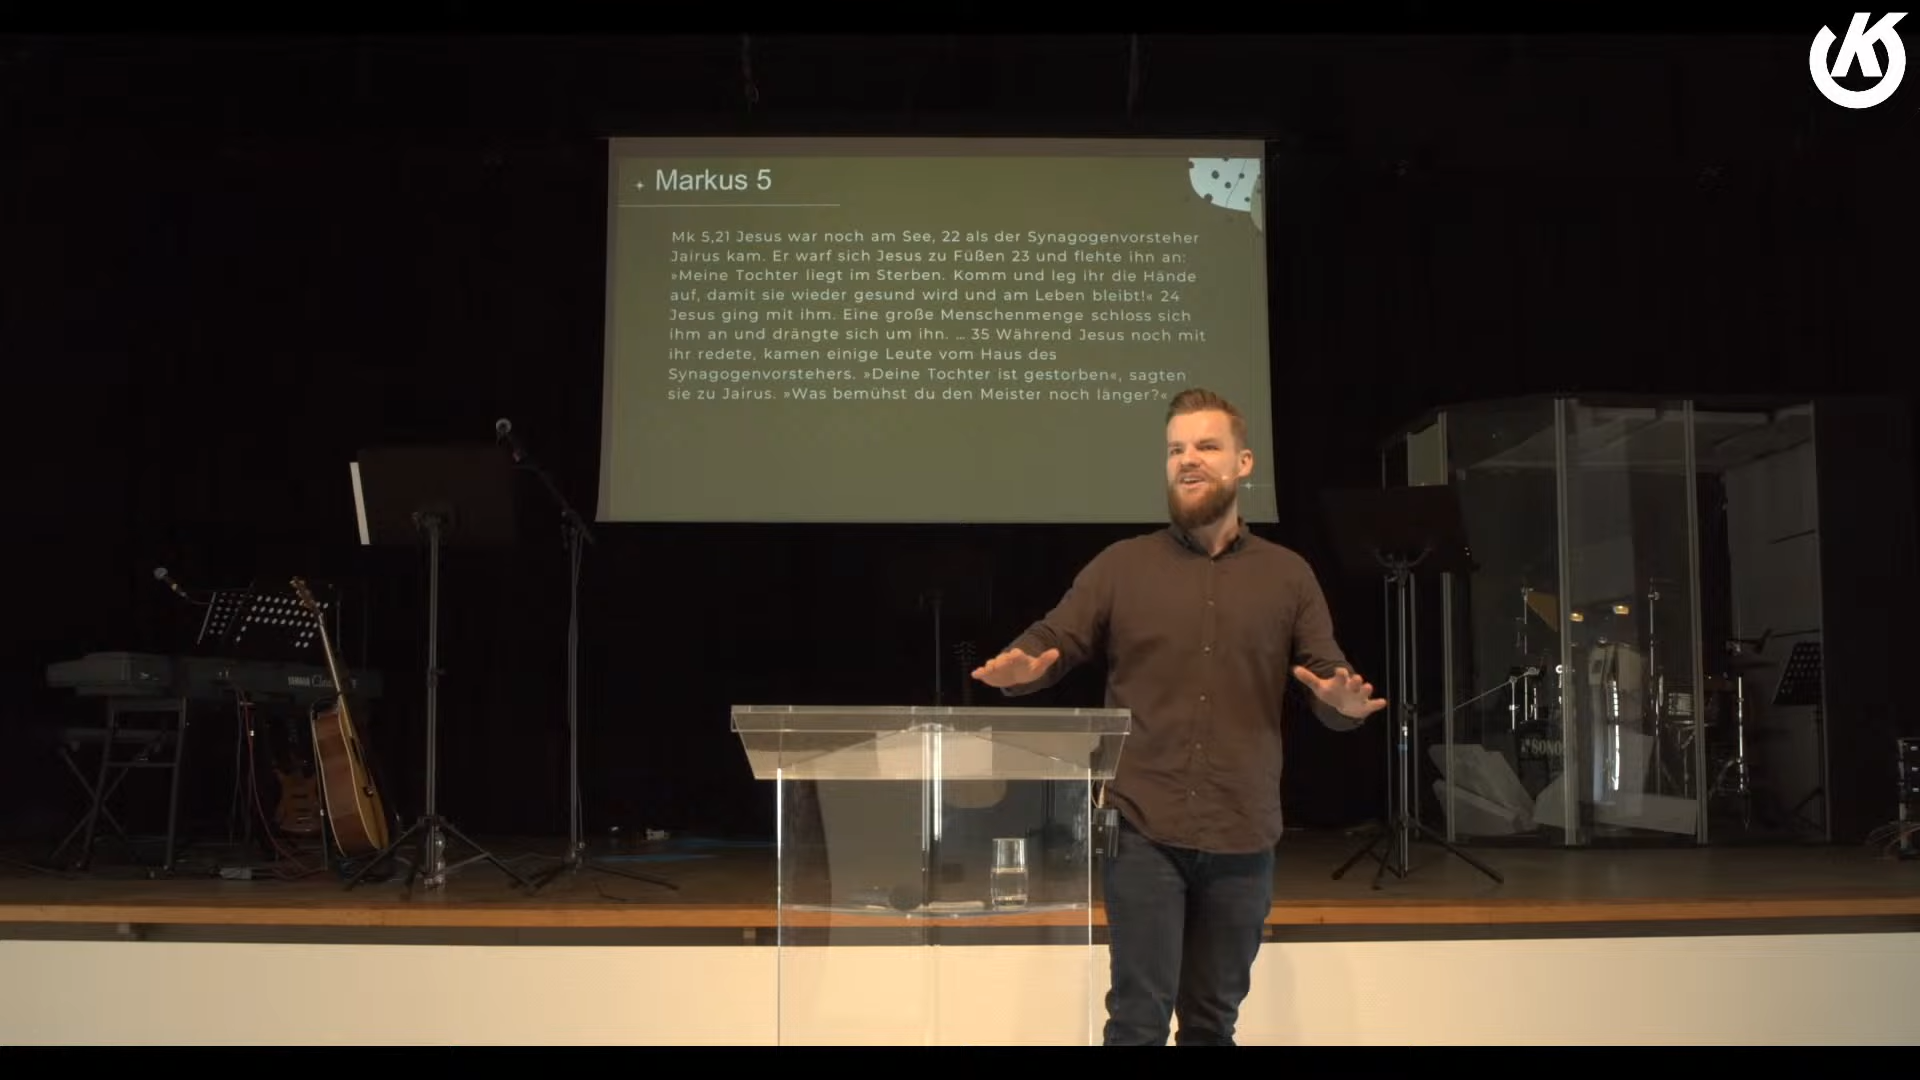 Markus 5
Mk 5,21 Jesus war noch am See, 22 als der Synagogenvorsteher
Jairus kam. Er warf sich Jesus zu Füßen 23 und flehte ihn an:
»Meine Tochter liegt im Sterben. Komm und leg ihr die Hände
auf, damit sie wieder gesund wird und am Leben bleibt!« 24
Jesus ging mit ihm. Eine große Menschenmenge schloss sich
ihm an und drängte sich um ihn. … 35 Während Jesus noch mit
ihr redete, kamen einige Leute vom Haus des
Synagogenvorstehers. »Deine Tochter ist gestorben«, sagten
sie zu Jairus. »Was bemühst du den Meister noch länger?«
YAMAHA
SONOR